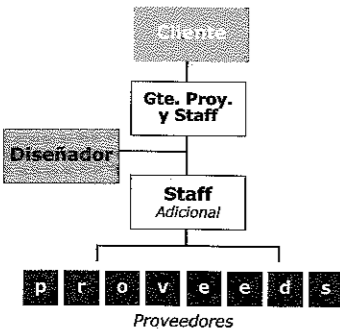 Cliente
Gte. Proy.
y Staff
Diseñador
Staff
Adicional
p r o v e e d s
Proveedores